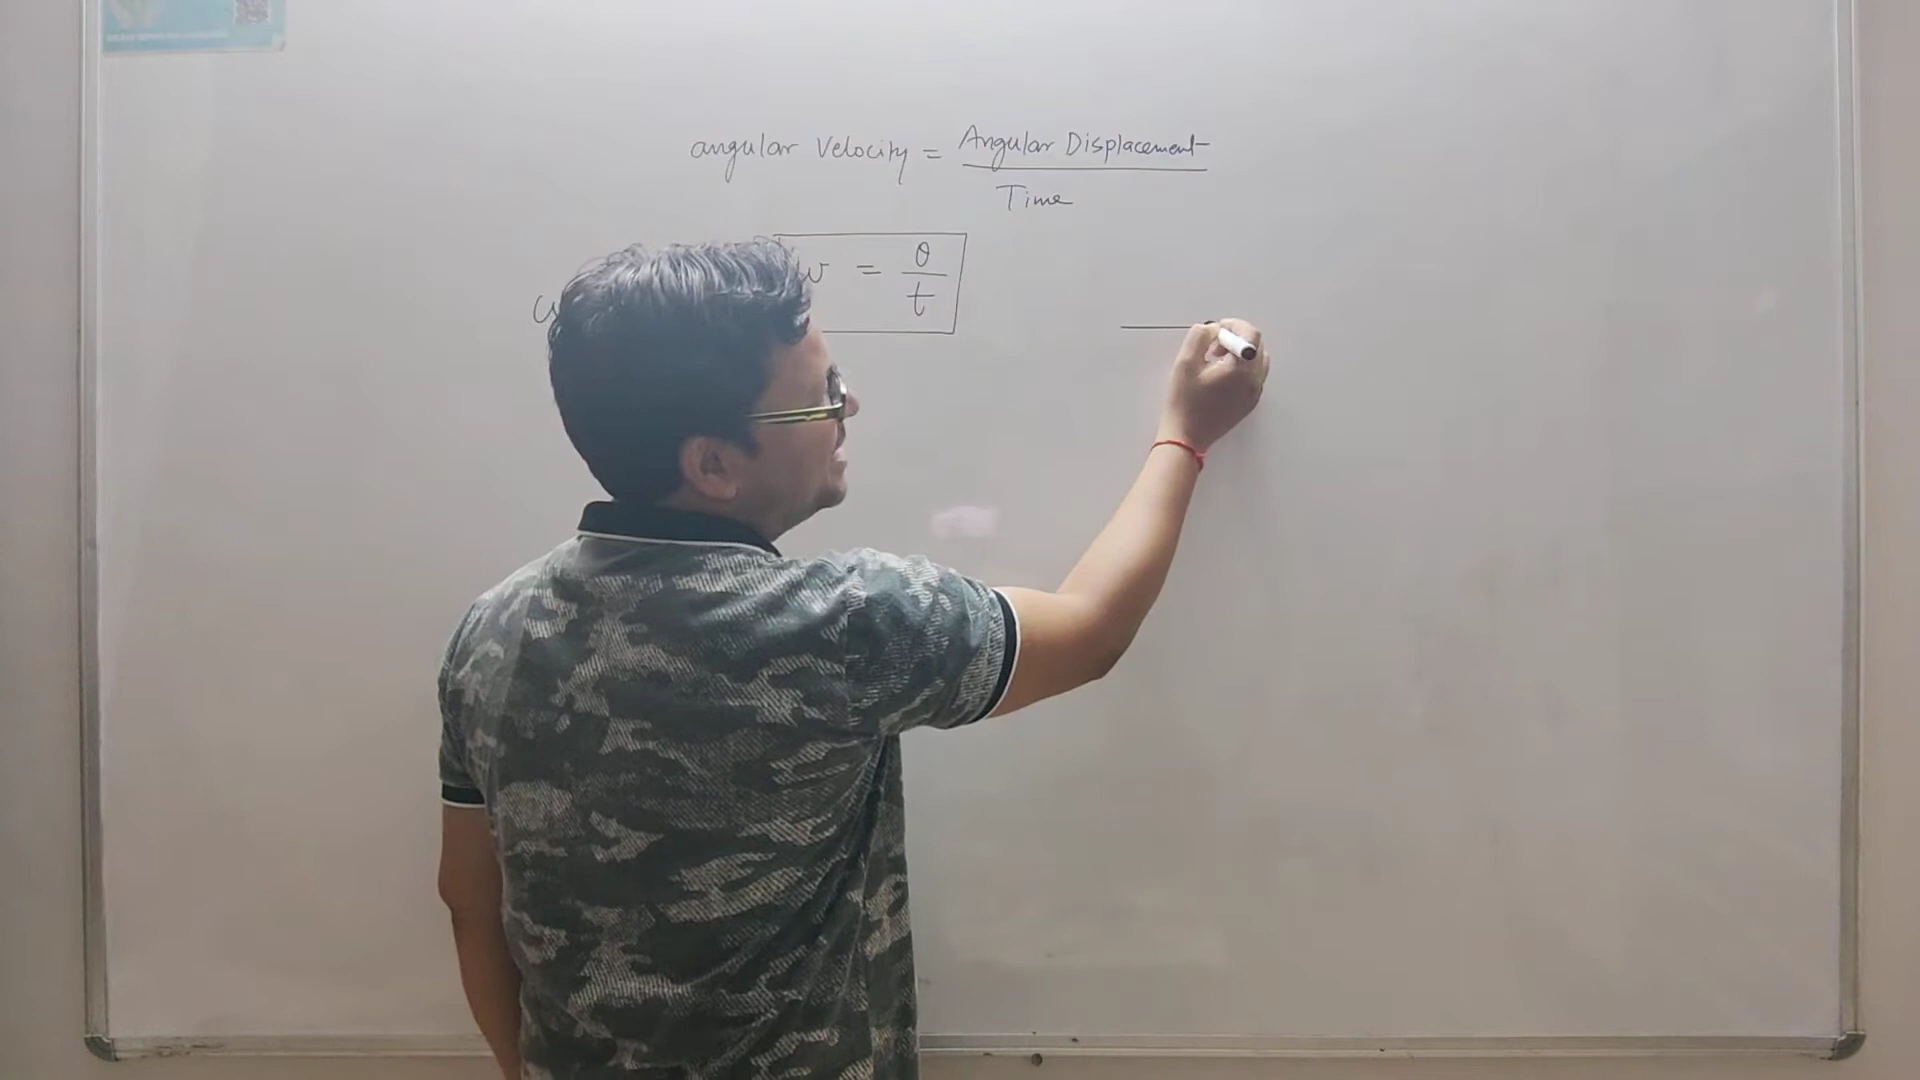 angular Velocity = Angular Displacement
Time
w = θ
t